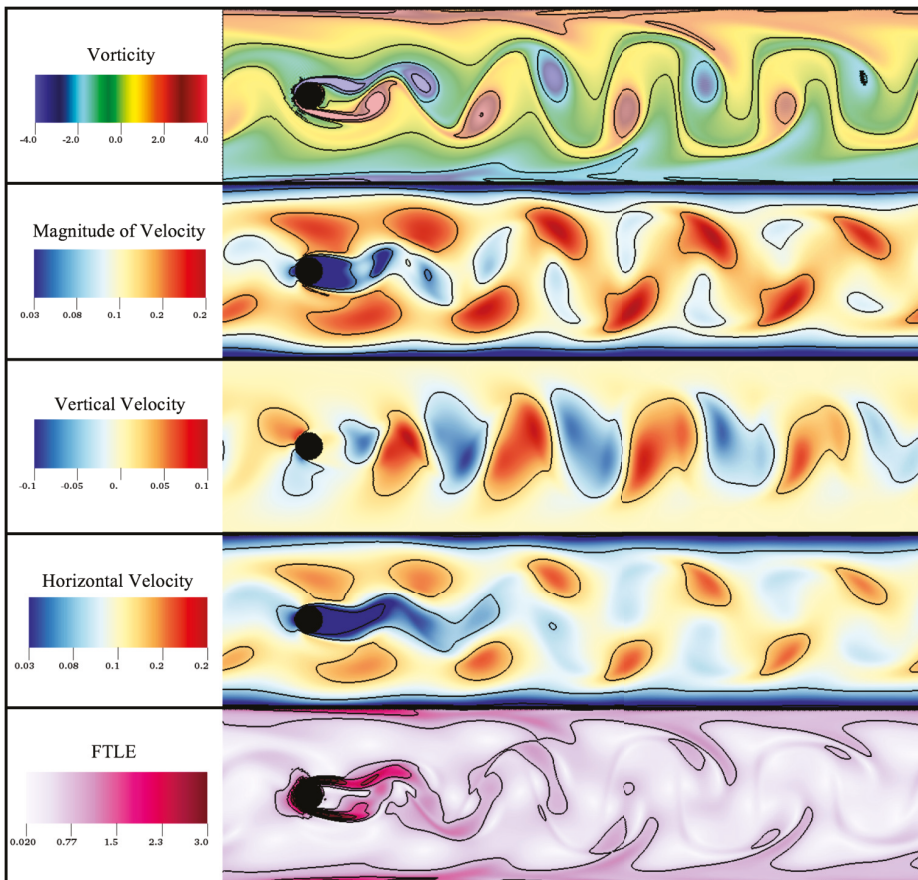 Vorticity
-4.0 -2.0 0.0 2.0 4.0
Magnitude of Velocity
0.03 0.08 0.1 0.2 0.2
Vertical Velocity
-0.1 -0.05 0. 0.05 0.1
Horizontal Velocity
0.03 0.08 0.1 0.2 0.2
FTLE
0.020 0.77 1.5 2.3 3.0